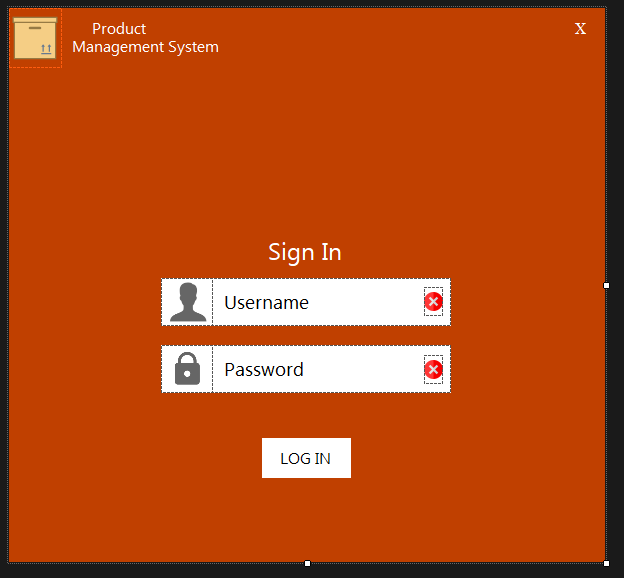 Product
Management System
X
Sign In
Username
Password
LOG IN